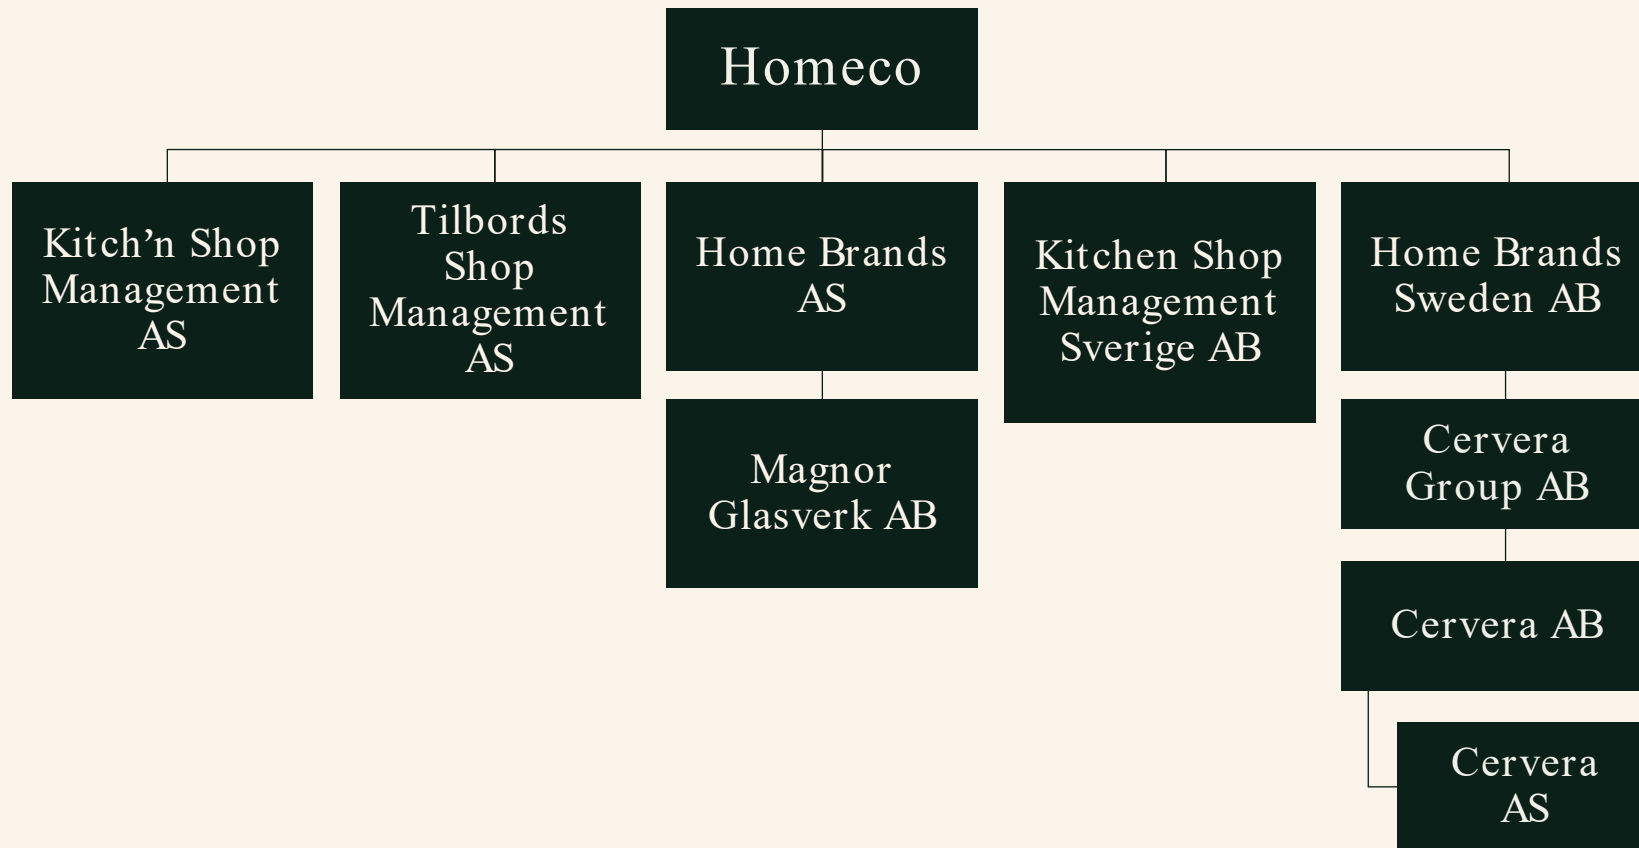 Homeco
Kitch’n Shop
Management
AS
Tilbords
Shop
Management
AS
Home Brands
AS
Kitchen Shop
Management
Sverige AB
Home Brands
Sweden AB
Magnor
Glasverk AB
Cervera
Group AB
Cervera AB
Cervera
AS